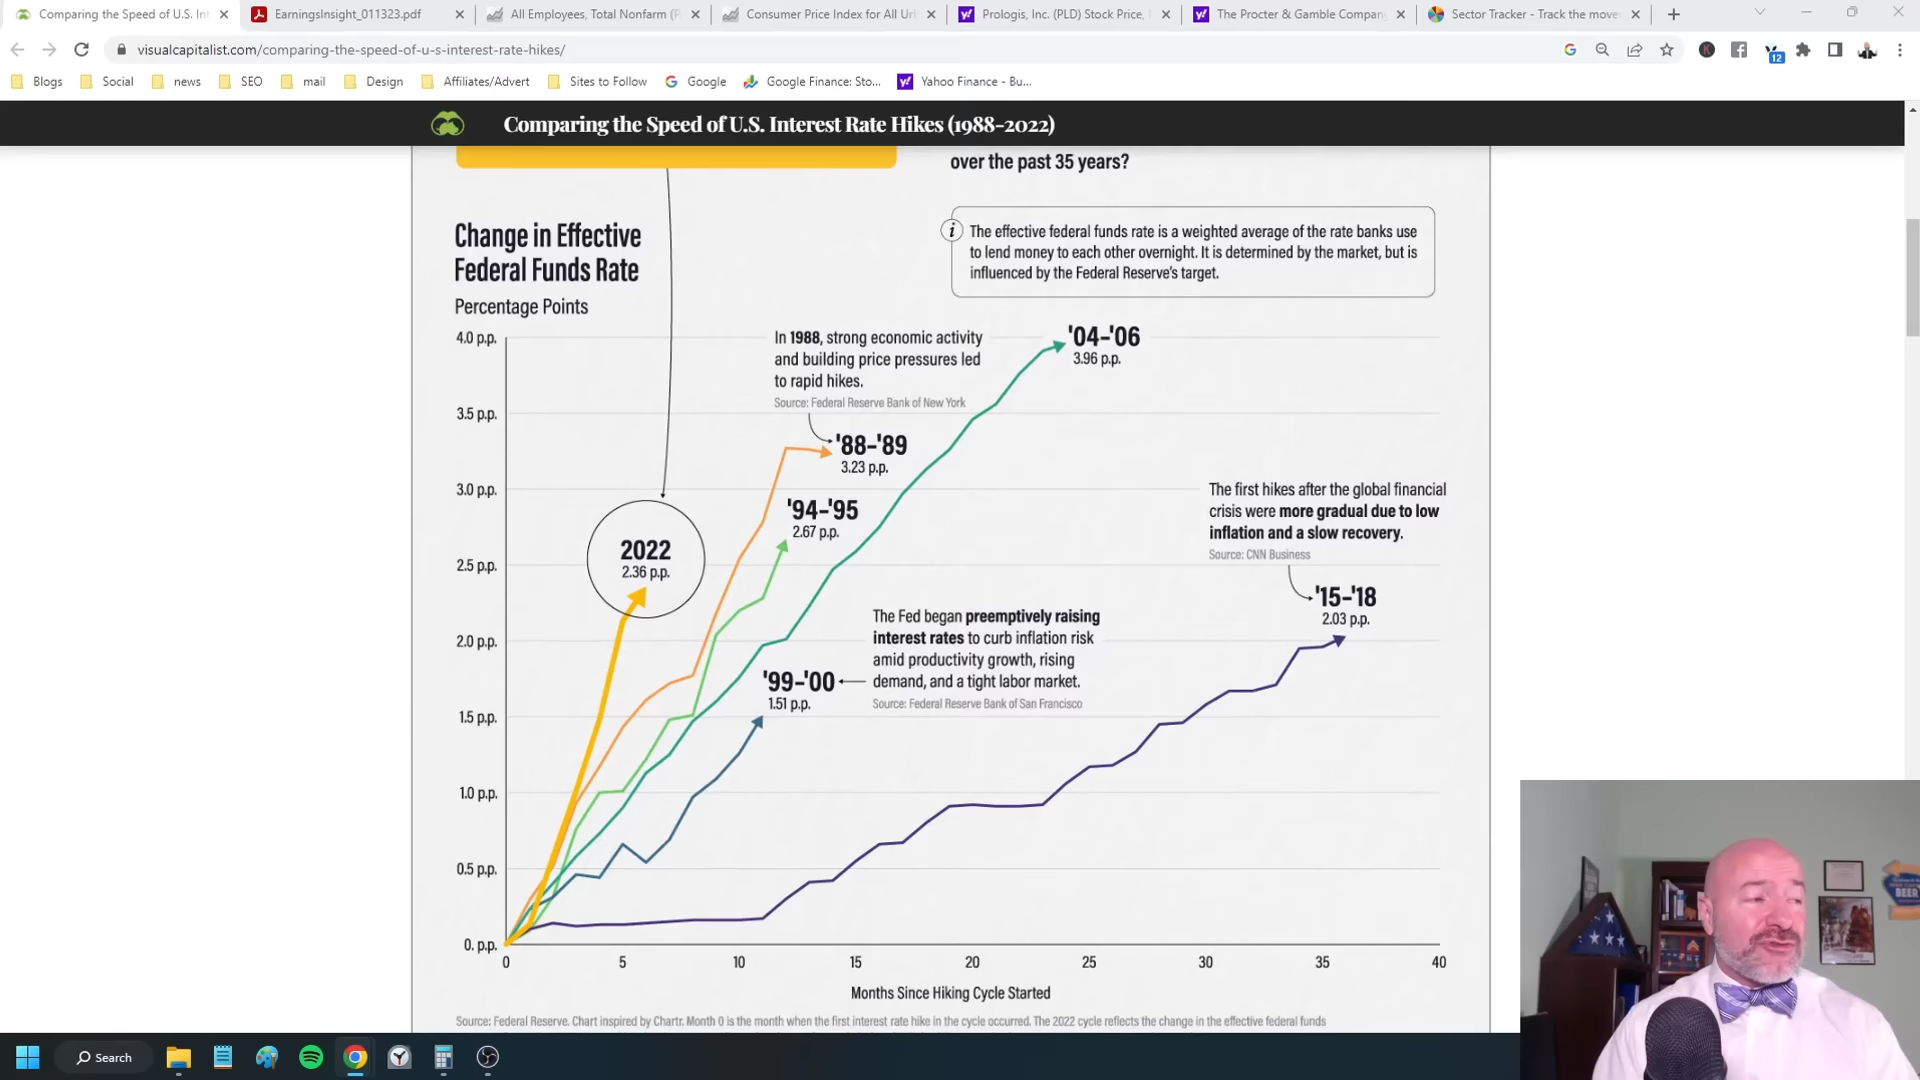 Comparing the Speed of U.S. Int
EarningsInsight_011323.pdf
All Employees, Total Nonfarm (P
Consumer Price Index for All Ur
Prologis, Inc. (PLD) Stock Price,
The Procter & Gamble Company
Sector Tracker - Track the move
visualcapitalist.com/comparing-the-speed-of-u-s-interest-rate-hikes/
12
Blogs
Social
news
SEO
mail
Design
Affiliates/Advert
Sites to Follow
Google
Google Finance: Sto...
Yahoo Finance - Bu...
Comparing the Speed of U.S. Interest Rate Hikes (1988-2022)
over the past 35 years?
Change in Effective
Federal Funds Rate
Percentage Points
i
The effective federal funds rate is a weighted average of the rate banks use
to lend money to each other overnight. It is determined by the market, but is
influenced by the Federal Reserve's target.
4.0 p.p.
3.5 p.p.
3.0 p.p.
2.5 p.p.
2.0 p.p.
1.5 p.p.
1.0 p.p.
0.5 p.p.
0. p.p.
In 1988, strong economic activity
and building price pressures led
to rapid hikes.
Source: Federal Reserve Bank of New York
'04-'06
3.96 p.p.
'88-'89
3.23 p.p.
'94-'95
2.67 p.p.
2022
2.36 p.p.
The first hikes after the global financial
crisis were more gradual due to low
inflation and a slow recovery.
Source: CNN Business
'15-'18
2.03 p.p.
The Fed began preemptively raising
interest rates to curb inflation risk
amid productivity growth, rising
demand, and a tight labor market.
Source: Federal Reserve Bank of San Francisco
'99-'00
1.51 p.p.
0
5
10
15
20
25
30
35
40
Months Since Hiking Cycle Started
Source: Federal Reserve. Chart inspired by Chartr. Month 0 is the month when the first interest rate hike in the cycle occurred. The 2022 cycle reflects the change in the effective federal funds
BEER
Search